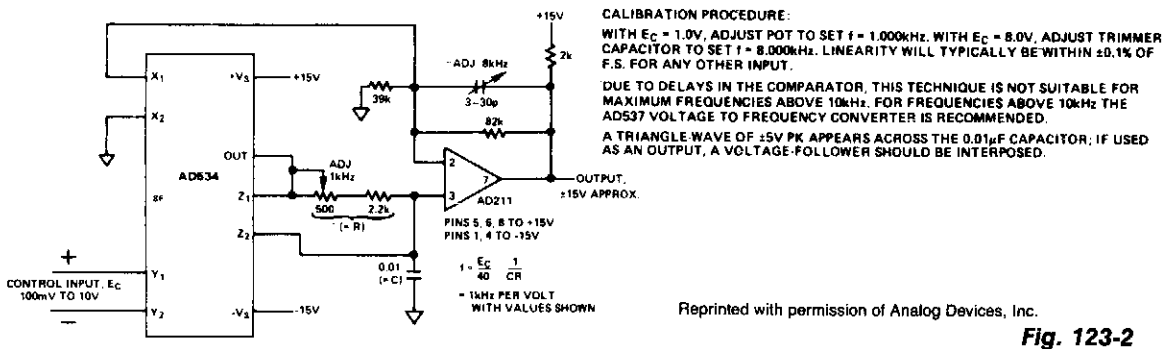 X1
X2
AD534
SF
Y1
Y2
+VS
+15V
OUT
Z1
Z2
-VS
-15V
CONTROL INPUT, EC
100mV TO 10V
+
–
ADJ
1kHz
500
2.2k
(= R)
0.01
(= C)
39k
ADJ 8kHz
3–30p
82k
+15V
2k
2
3
7
AD211
OUTPUT,
±15V APPROX.
PINS 5, 6, 8 TO +15V
PINS 1, 4 TO -15V
f = EC/40 1/CR
= 1kHz PER VOLT
WITH VALUES SHOWN
CALIBRATION PROCEDURE:
WITH EC = 1.0V, ADJUST POT TO SET f = 1.000kHz. WITH EC = 8.0V, ADJUST TRIMMER
CAPACITOR TO SET f = 8.000kHz. LINEARITY WILL TYPICALLY BE WITHIN ±0.1% OF
F.S. FOR ANY OTHER INPUT.
DUE TO DELAYS IN THE COMPARATOR, THIS TECHNIQUE IS NOT SUITABLE FOR
MAXIMUM FREQUENCIES ABOVE 10kHz. FOR FREQUENCIES ABOVE 10kHz THE
AD537 VOLTAGE TO FREQUENCY CONVERTER IS RECOMMENDED.
A TRIANGLE-WAVE OF ±5V PK APPEARS ACROSS THE 0.01µF CAPACITOR; IF USED
AS AN OUTPUT, A VOLTAGE-FOLLOWER SHOULD BE INTERPOSED.
Reprinted with permission of Analog Devices, Inc.
Fig. 123-2